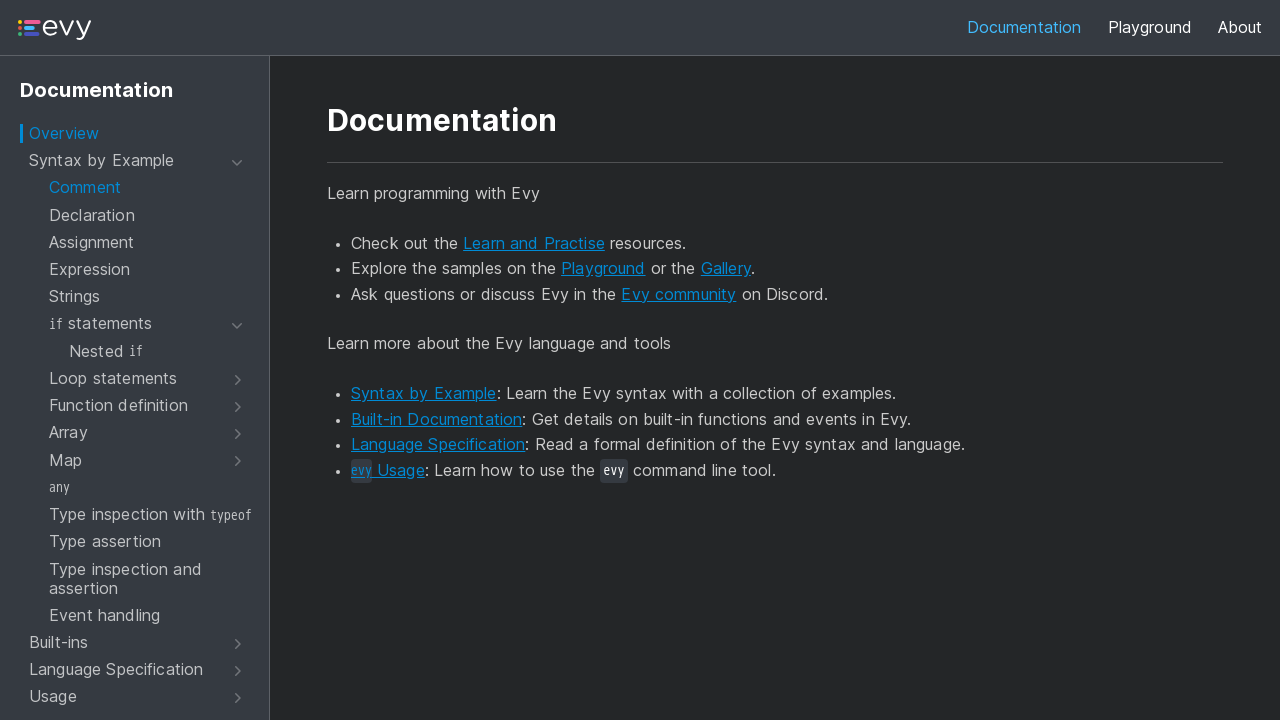 evy
Documentation
Playground
About
Documentation
Overview
Syntax by Example
Comment
Declaration
Assignment
Expression
Strings
if statements
Nested if
Loop statements
Function definition
Array
Map
any
Type inspection with typeof
Type assertion
Type inspection and
assertion
Event handling
Built-ins
Language Specification
Usage
Documentation
Learn programming with Evy
• Check out the Learn and Practise resources.
• Explore the samples on the Playground or the Gallery.
• Ask questions or discuss Evy in the Evy community on Discord.
Learn more about the Evy language and tools
• Syntax by Example: Learn the Evy syntax with a collection of examples.
• Built-in Documentation: Get details on built-in functions and events in Evy.
• Language Specification: Read a formal definition of the Evy syntax and language.
• evy Usage: Learn how to use the evy command line tool.